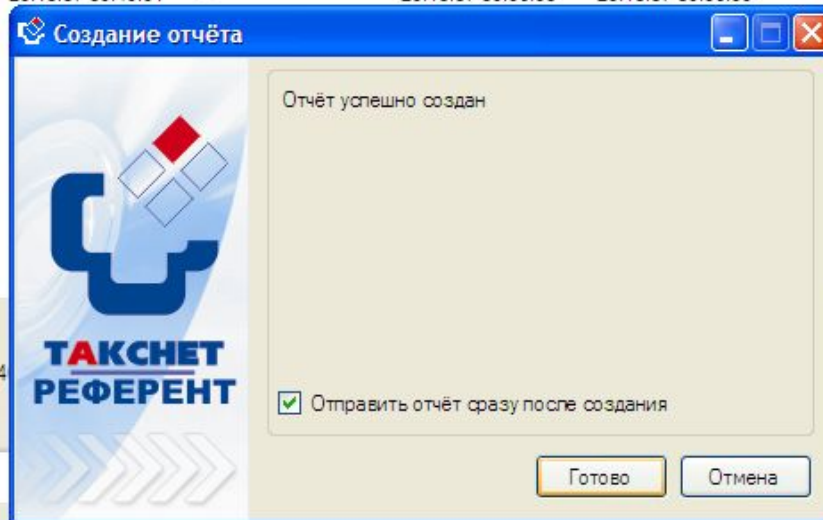 Создание отчёта
Отчёт успешно создан
ТАКСНЕТ
РЕФЕРЕНТ
Отправить отчёт сразу после создания
Готово
Отмена